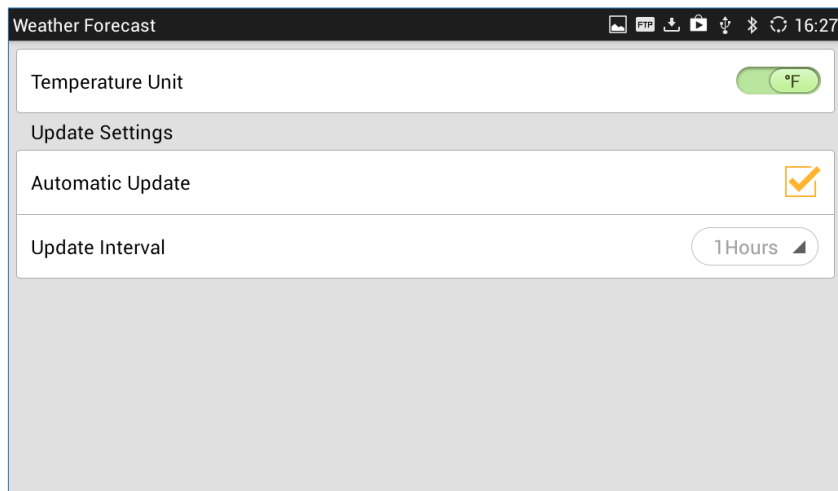 Weather Forecast FTP 16:27
Temperature Unit °F
Update Settings
Automatic Update
Update Interval 1Hours